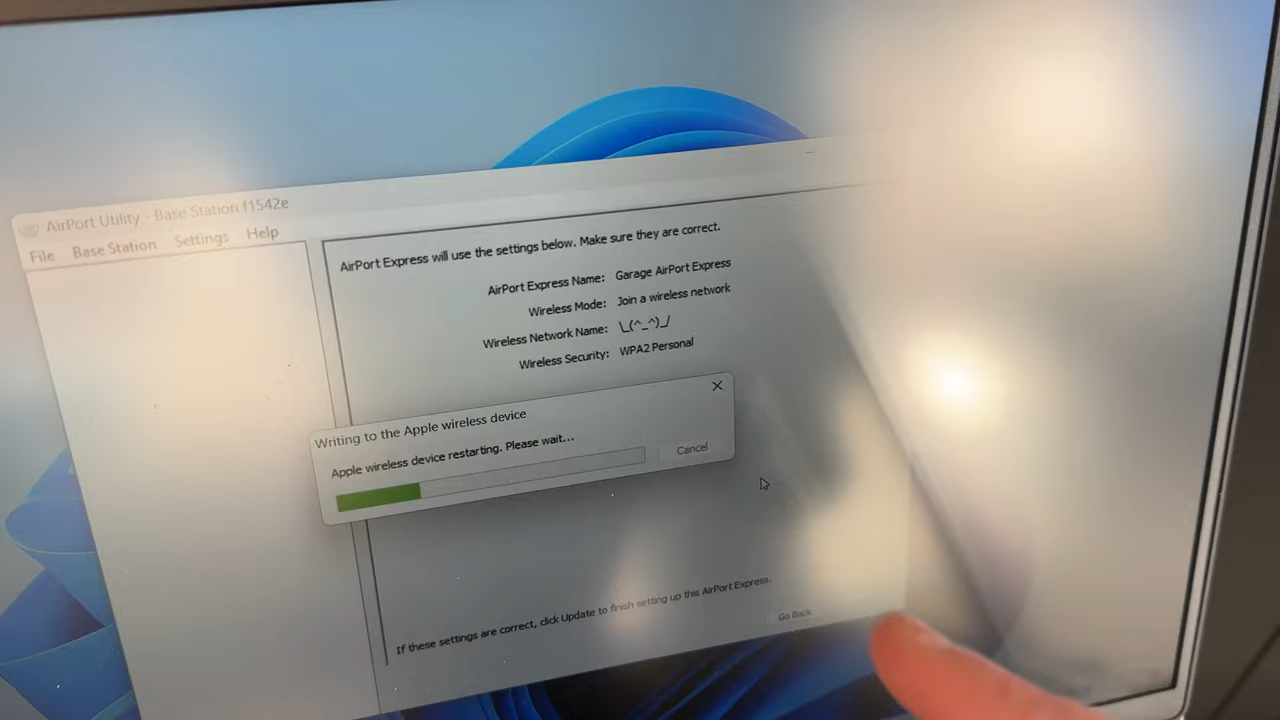 AirPort Utility - Base Station f1542e
File Base Station Settings Help
AirPort Express will use the settings below. Make sure they are correct.
AirPort Express Name: Garage AirPort Express
Wireless Mode: Join a wireless network
Wireless Network Name: \_(^_^)_/
Wireless Security: WPA2 Personal
Writing to the Apple wireless device
Apple wireless device restarting. Please wait...
Cancel
If these settings are correct, click Update to finish setting up this AirPort Express.
Go Back